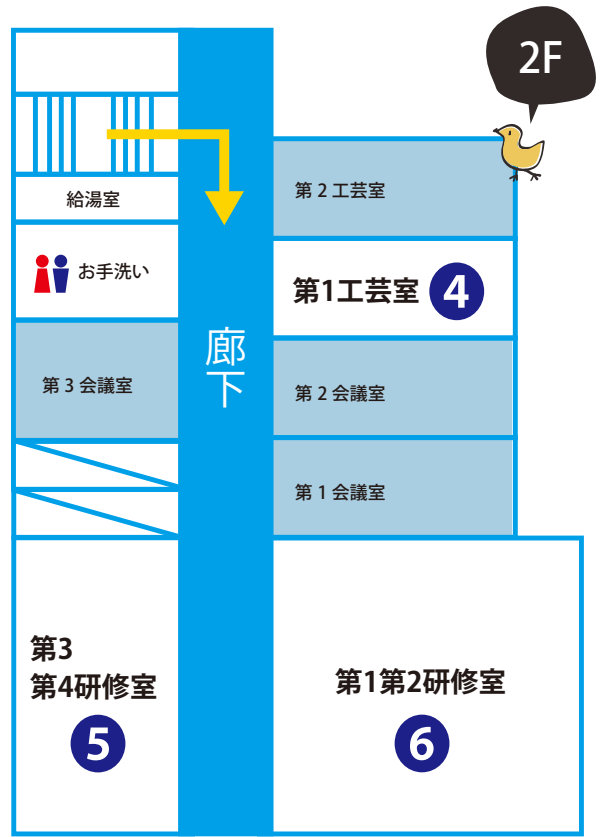 2F
給湯室
お手洗い
第3会議室
第3
第4研修室
5
廊下
第2工芸室
第1工芸室 4
第2会議室
第1会議室
第1第2研修室
6